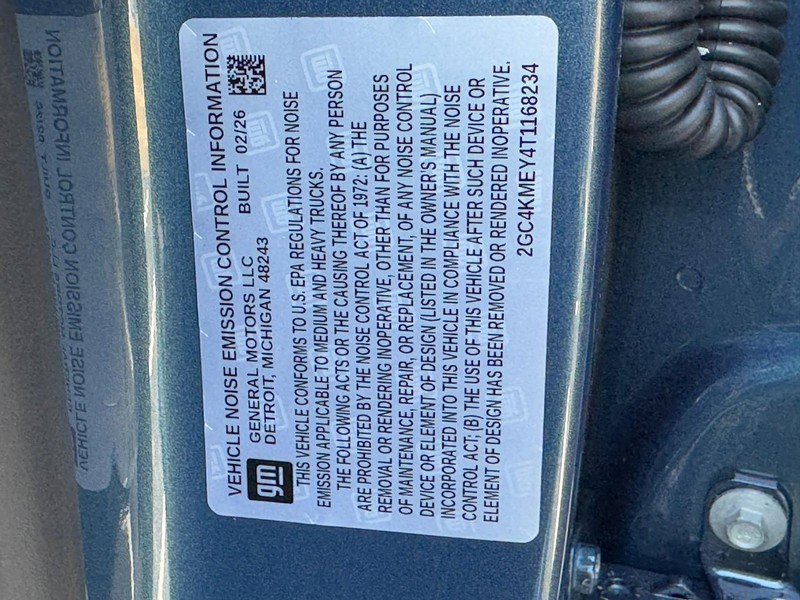 VEHICLE NOISE EMISSION CONTROL INFORMATION
gm
GENERAL MOTORS LLC BUILT 02/26
DETROIT, MICHIGAN 48243
THIS VEHICLE CONFORMS TO U.S. EPA REGULATIONS FOR NOISE
EMISSION APPLICABLE TO MEDIUM AND HEAVY TRUCKS.
THE FOLLOWING ACTS OR THE CAUSING THEREOF BY ANY PERSON
ARE PROHIBITED BY THE NOISE CONTROL ACT OF 1972: (A) THE
REMOVAL OR RENDERING INOPERATIVE, OTHER THAN FOR PURPOSES
OF MAINTENANCE, REPAIR, OR REPLACEMENT, OF ANY NOISE CONTROL
DEVICE OR ELEMENT OF DESIGN (LISTED IN THE OWNER'S MANUAL)
INCORPORATED INTO THIS VEHICLE IN COMPLIANCE WITH THE NOISE
CONTROL ACT; (B) THE USE OF THIS VEHICLE AFTER SUCH DEVICE OR
ELEMENT OF DESIGN HAS BEEN REMOVED OR RENDERED INOPERATIVE.
2GC4KMEY4T1168234